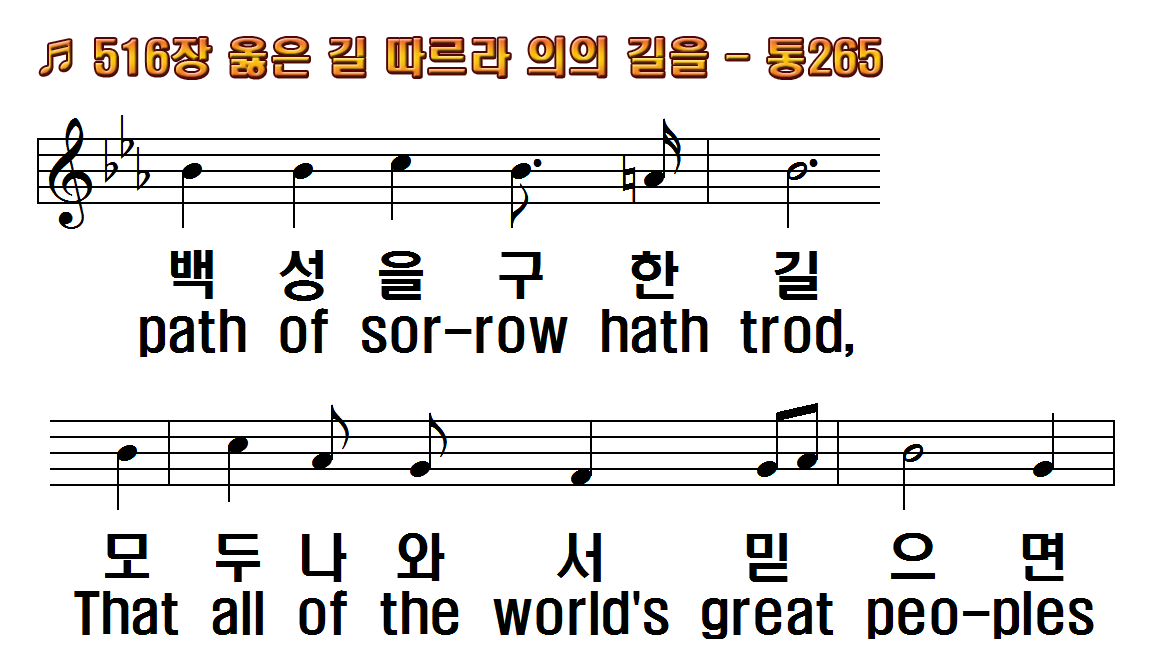 ♬ 516장 옳은 길 따르라 의의 길을 - 통265
백 성 을 구 한 길
path of sor-row hath trod,
모 두 나 와 서 믿 으 면
That all of the world's great peo-ples